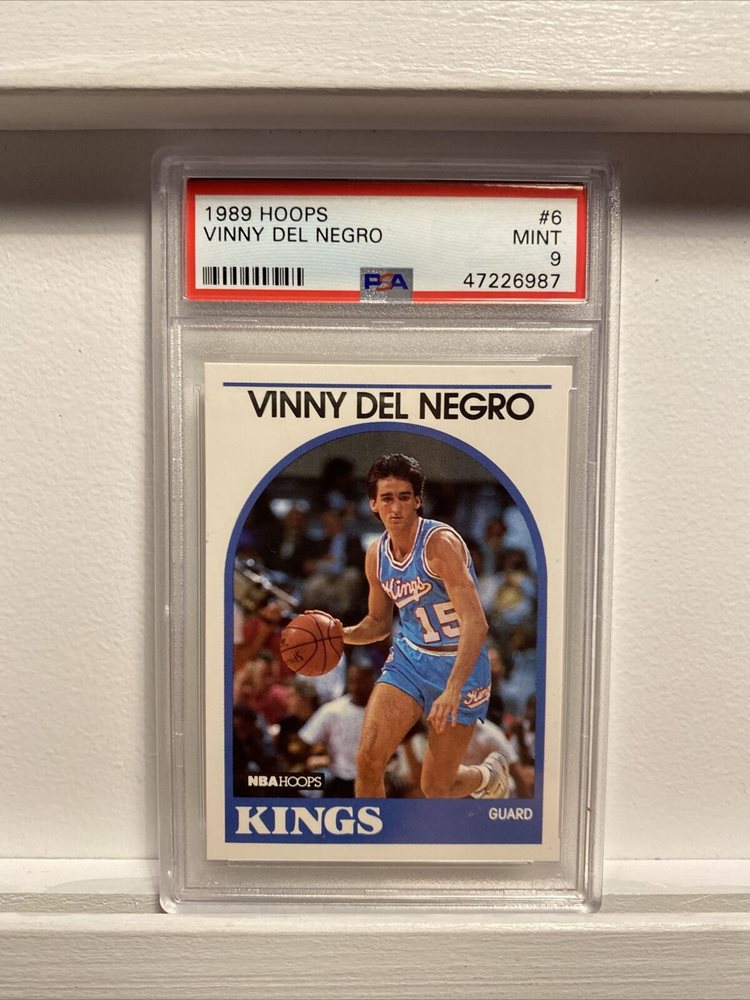 1989 HOOPS #6
VINNY DEL NEGRO MINT
9
PSA 47226987
VINNY DEL NEGRO
Kings
15
Kings
NBA HOOPS
KINGS GUARD